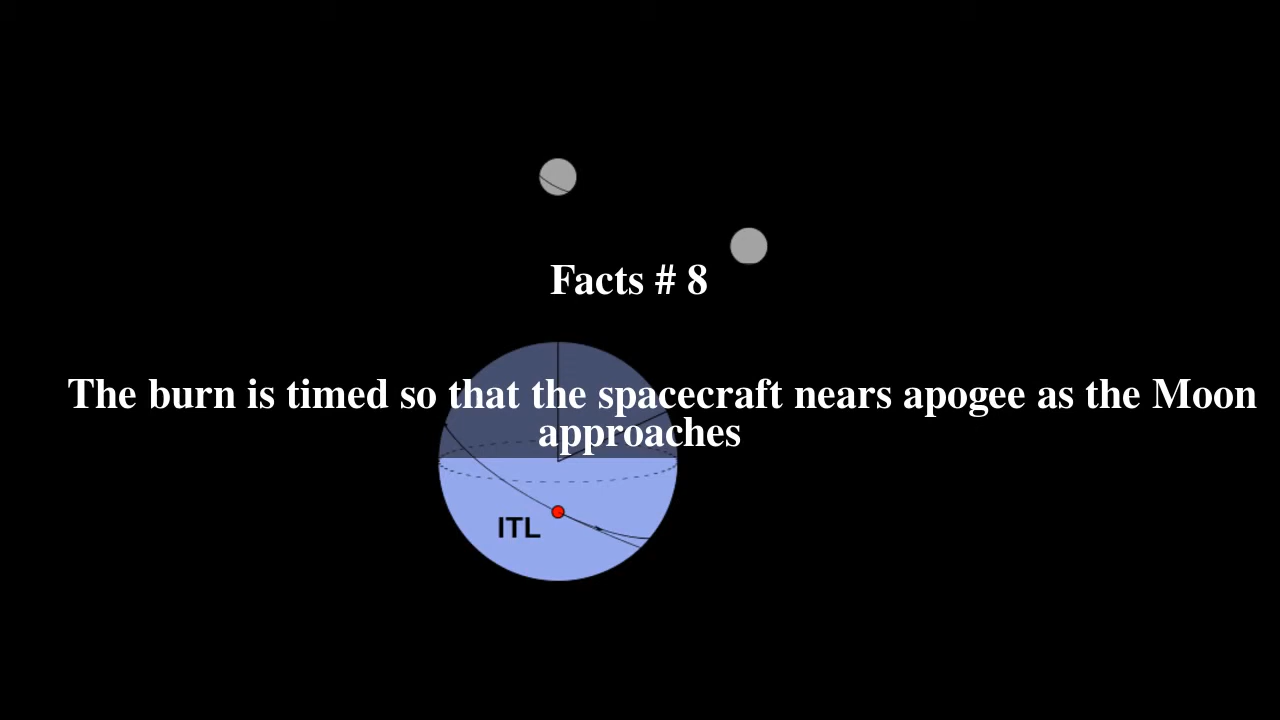 Facts # 8
The burn is timed so that the spacecraft nears apogee as the Moon
approaches
ITL